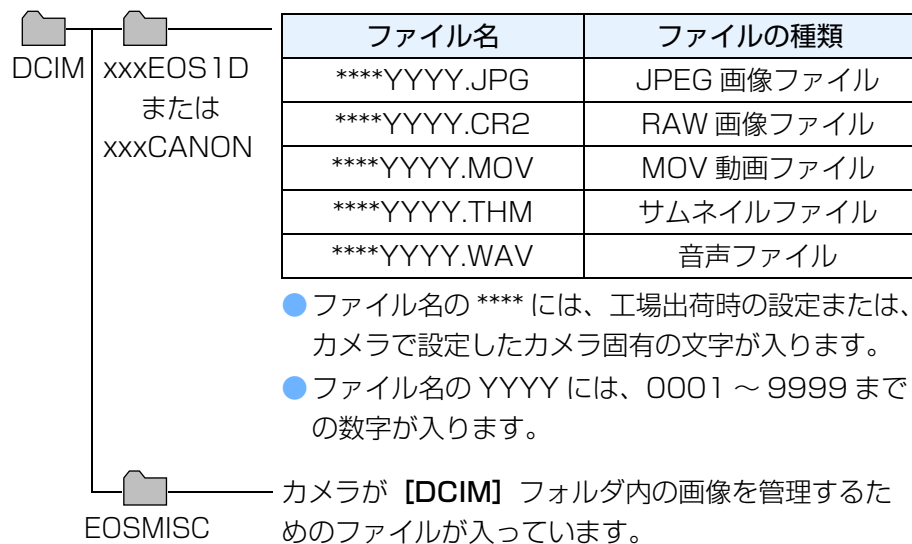 DCIM
xxxEOS1D
または
xxxCANON
ファイル名 ファイルの種類
****YYYY.JPG JPEG 画像ファイル
****YYYY.CR2 RAW 画像ファイル
****YYYY.MOV MOV 動画ファイル
****YYYY.THM サムネイルファイル
****YYYY.WAV 音声ファイル
●ファイル名の **** には、工場出荷時の設定または、
カメラで設定したカメラ固有の文字が入ります。
●ファイル名の YYYY には、0001 ~ 9999 まで
の数字が入ります。
EOSMISC
カメラが［DCIM］フォルダ内の画像を管理するた
めのファイルが入っています。